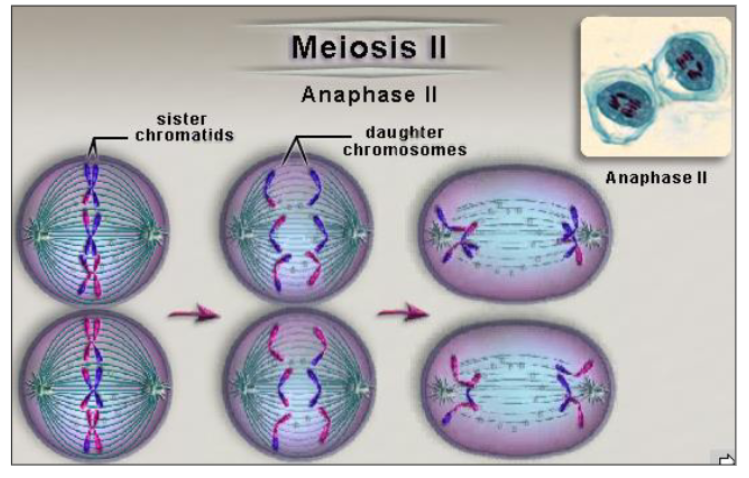 Meiosis II
Anaphase II
sister
chromatids
daughter
chromosomes
Anaphase II